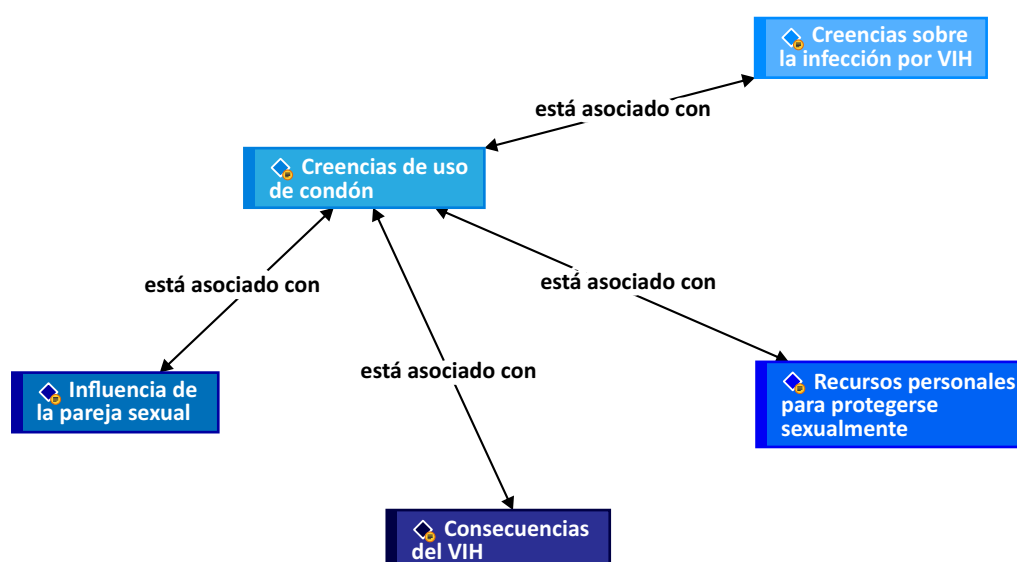 Creencias sobre
la infección por VIH
está asociado con
Creencias de uso
de condón
está asociado con
está asociado con
está asociado con
Influencia de
la pareja sexual
Recursos personales
para protegerse
sexualmente
Consecuencias
del VIH